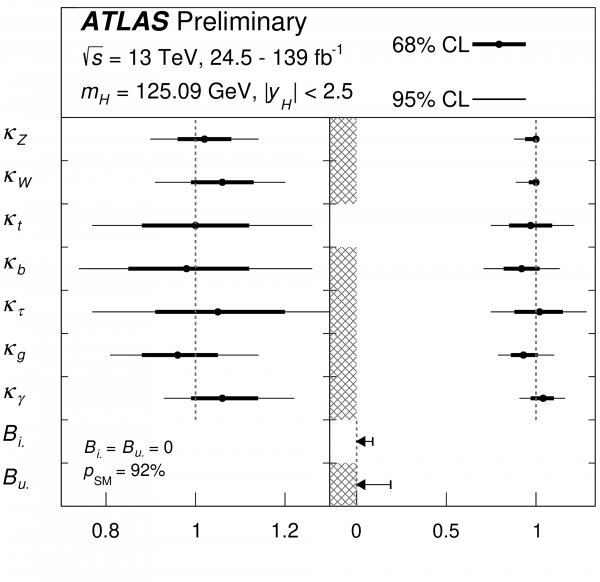 ATLAS Preliminary
√s = 13 TeV, 24.5 - 139 fb⁻¹
m_H = 125.09 GeV, |y_H| < 2.5
68% CL
95% CL
κ_Z
κ_W
κ_t
κ_b
κ_τ
κ_g
κ_γ
B_i.
B_u.
B_i. = B_u. = 0
p_SM = 92%
0.8 1 1.2 0 0.5 1